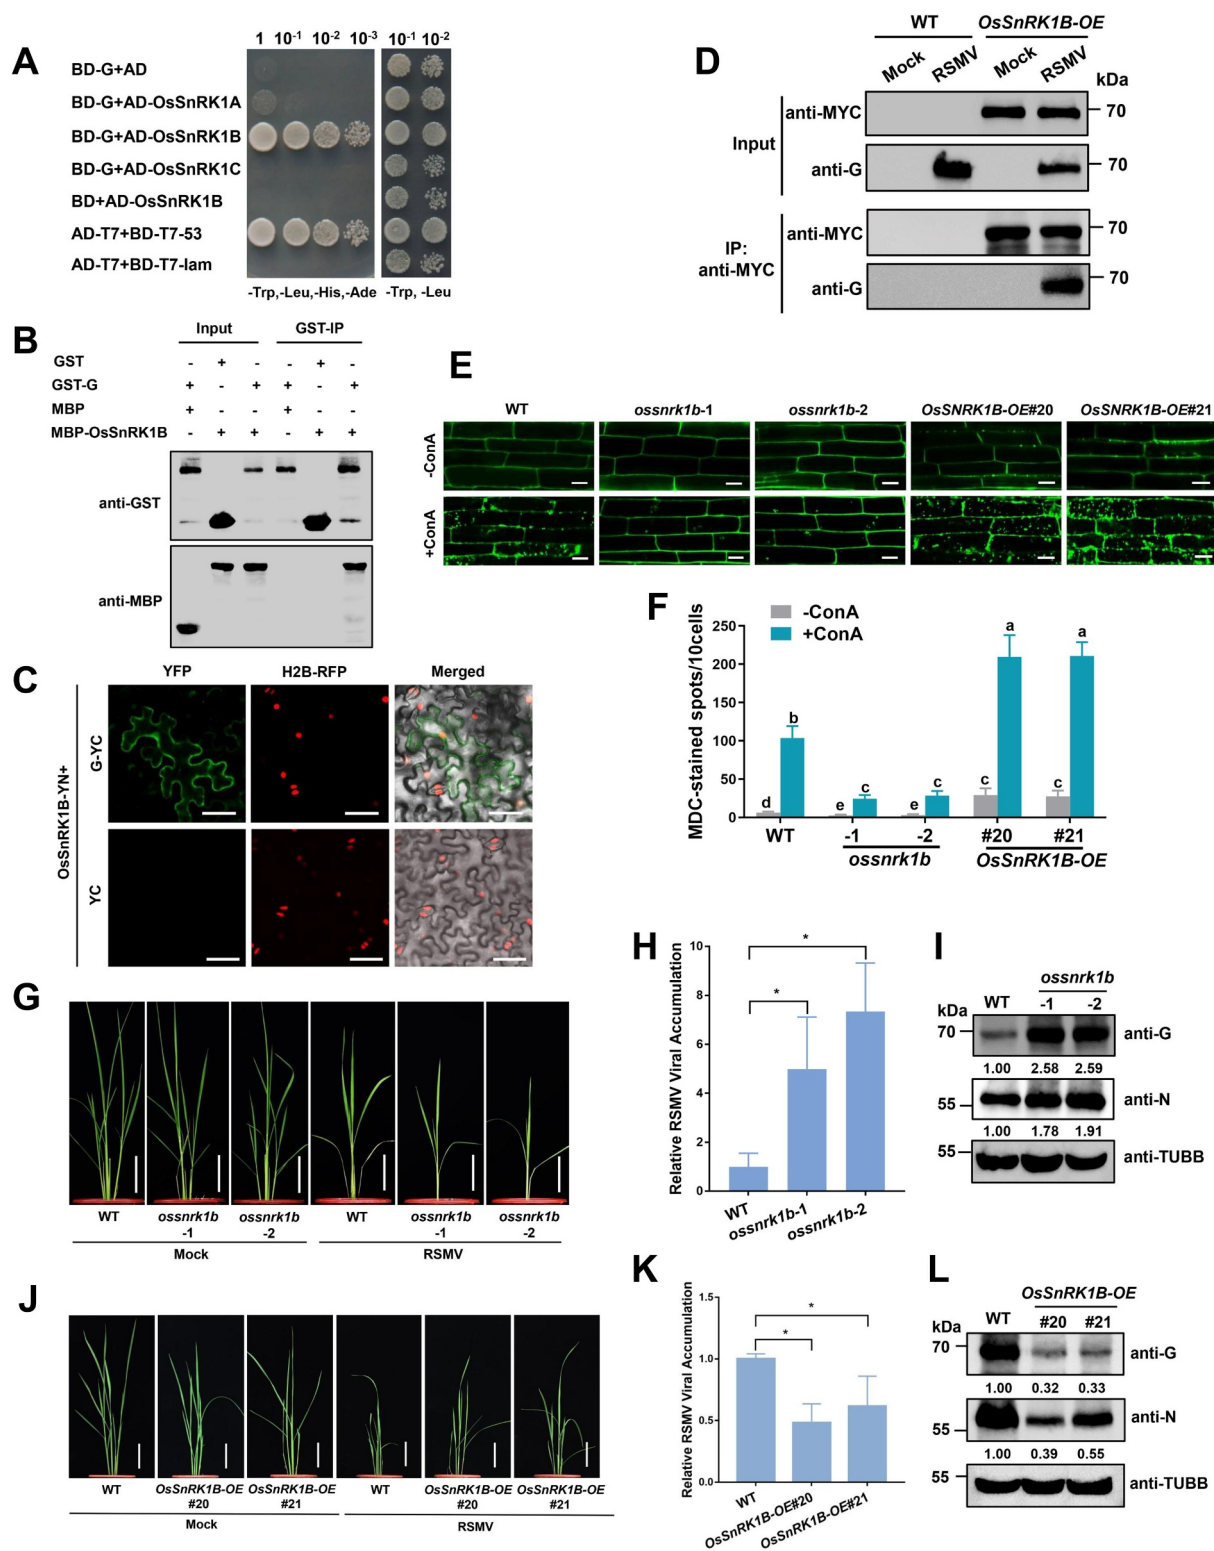 A
1 10⁻¹ 10⁻² 10⁻³ 10⁻¹ 10⁻²
BD-G+AD
BD-G+AD-OsSnRK1A
BD-G+AD-OsSnRK1B
BD-G+AD-OsSnRK1C
BD+AD-OsSnRK1B
AD-T7+BD-T7-53
AD-T7+BD-T7-lam
-Trp,-Leu,-His,-Ade -Trp, -Leu
B
Input GST-IP
GST - + - - + -
GST-G + - + + - +
MBP + - - + - -
MBP-OsSnRK1B - + + - + +
anti-GST
anti-MBP
C
YFP H2B-RFP Merged
OsSnRK1B-YN+
G-YC
YC
D
WT OsSnRK1B-OE
Mock RSMV Mock RSMV
kDa
Input
anti-MYC 70
anti-G 70
IP:
anti-MYC
anti-MYC 70
anti-G 70
E
WT ossnrk1b-1 ossnrk1b-2 OsSNRK1B-OE#20 OsSNRK1B-OE#21
-ConA
+ConA
F
MDC-stained spots/10cells
-ConA
+ConA
250
200
150
100
50
0
d b e c e c c a c a
WT -1 -2 #20 #21
ossnrk1b OsSnRK1B-OE
G
WT ossnrk1b ossnrk1b WT ossnrk1b ossnrk1b
-1 -2 -1 -2
Mock RSMV
H
Relative RSMV Viral Accumulation
10
8
6
4
2
0
*
*
WT ossnrk1b-1 ossnrk1b-2
I
ossnrk1b
WT -1 -2
kDa
70 anti-G
1.00 2.58 2.59
55 anti-N
1.00 1.78 1.91
55 anti-TUBB
J
WT OsSnRK1B-OE OsSnRK1B-OE WT OsSnRK1B-OE OsSnRK1B-OE
#20 #21 #20 #21
Mock RSMV
K
Relative RSMV Viral Accumulation
1.5
1.0
0.5
0.0
*
*
WT OsSnRK1B-OE#20 OsSnRK1B-OE#21
L
OsSnRK1B-OE
WT #20 #21
kDa
70 anti-G
1.00 0.32 0.33
55 anti-N
1.00 0.39 0.55
55 anti-TUBB